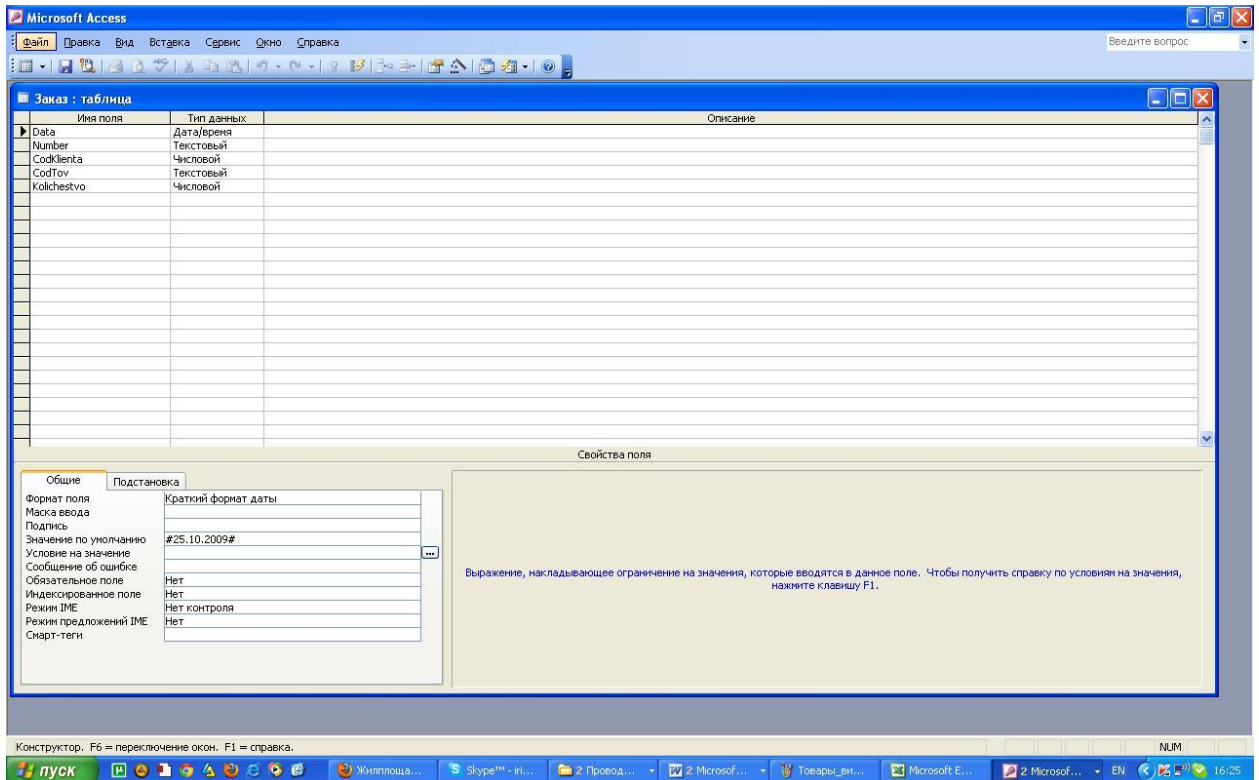 Microsoft Access
Файл Правка Вид Вставка Сервис Окно Справка Введите вопрос
Заказ : таблица
Имя поля Тип данных Описание
Data Дата/время
Number Текстовый
CodKlienta Числовой
CodTov Текстовый
Kolichestvo Числовой
Свойства поля
Общие Подстановка
Формат поля Краткий формат даты
Маска ввода
Подпись
Значение по умолчанию #25.10.2009#
Условие на значение ...
Сообщение об ошибке
Обязательное поле Нет
Индексированное поле Нет
Режим IME Нет контроля
Режим предложений IME Нет
Смарт-теги
Выражение, накладывающее ограничение на значения, которые вводятся в данное поле. Чтобы получить справку по условиям на значения,
нажмите клавишу F1.
Конструктор. F6 = переключение окон. F1 = справка. NUM
пуск Жилплоща... Skype™ - iri... 2 Провод... 2 Microsof... Товары_ви... Microsoft E... 2 Microsof... EN 16:25